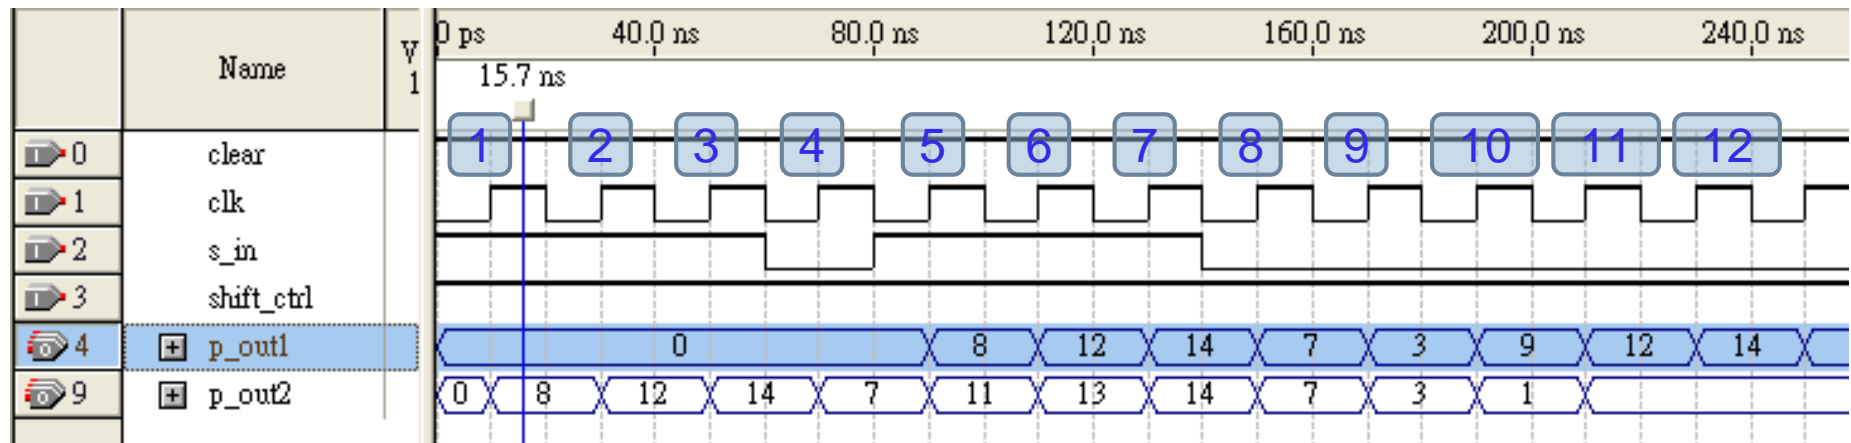 0 ps 40.0 ns 80.0 ns 120.0 ns 160.0 ns 200.0 ns 240.0 ns
Name V 1
15.7 ns
1 2 3 4 5 6 7 8 9 10 11 12
0 clear
1 clk
2 s_in
3 shift_ctrl
4 p_out1 0 8 12 14 7 3 9 12 14
9 p_out2 0 8 12 14 7 11 13 14 7 3 1